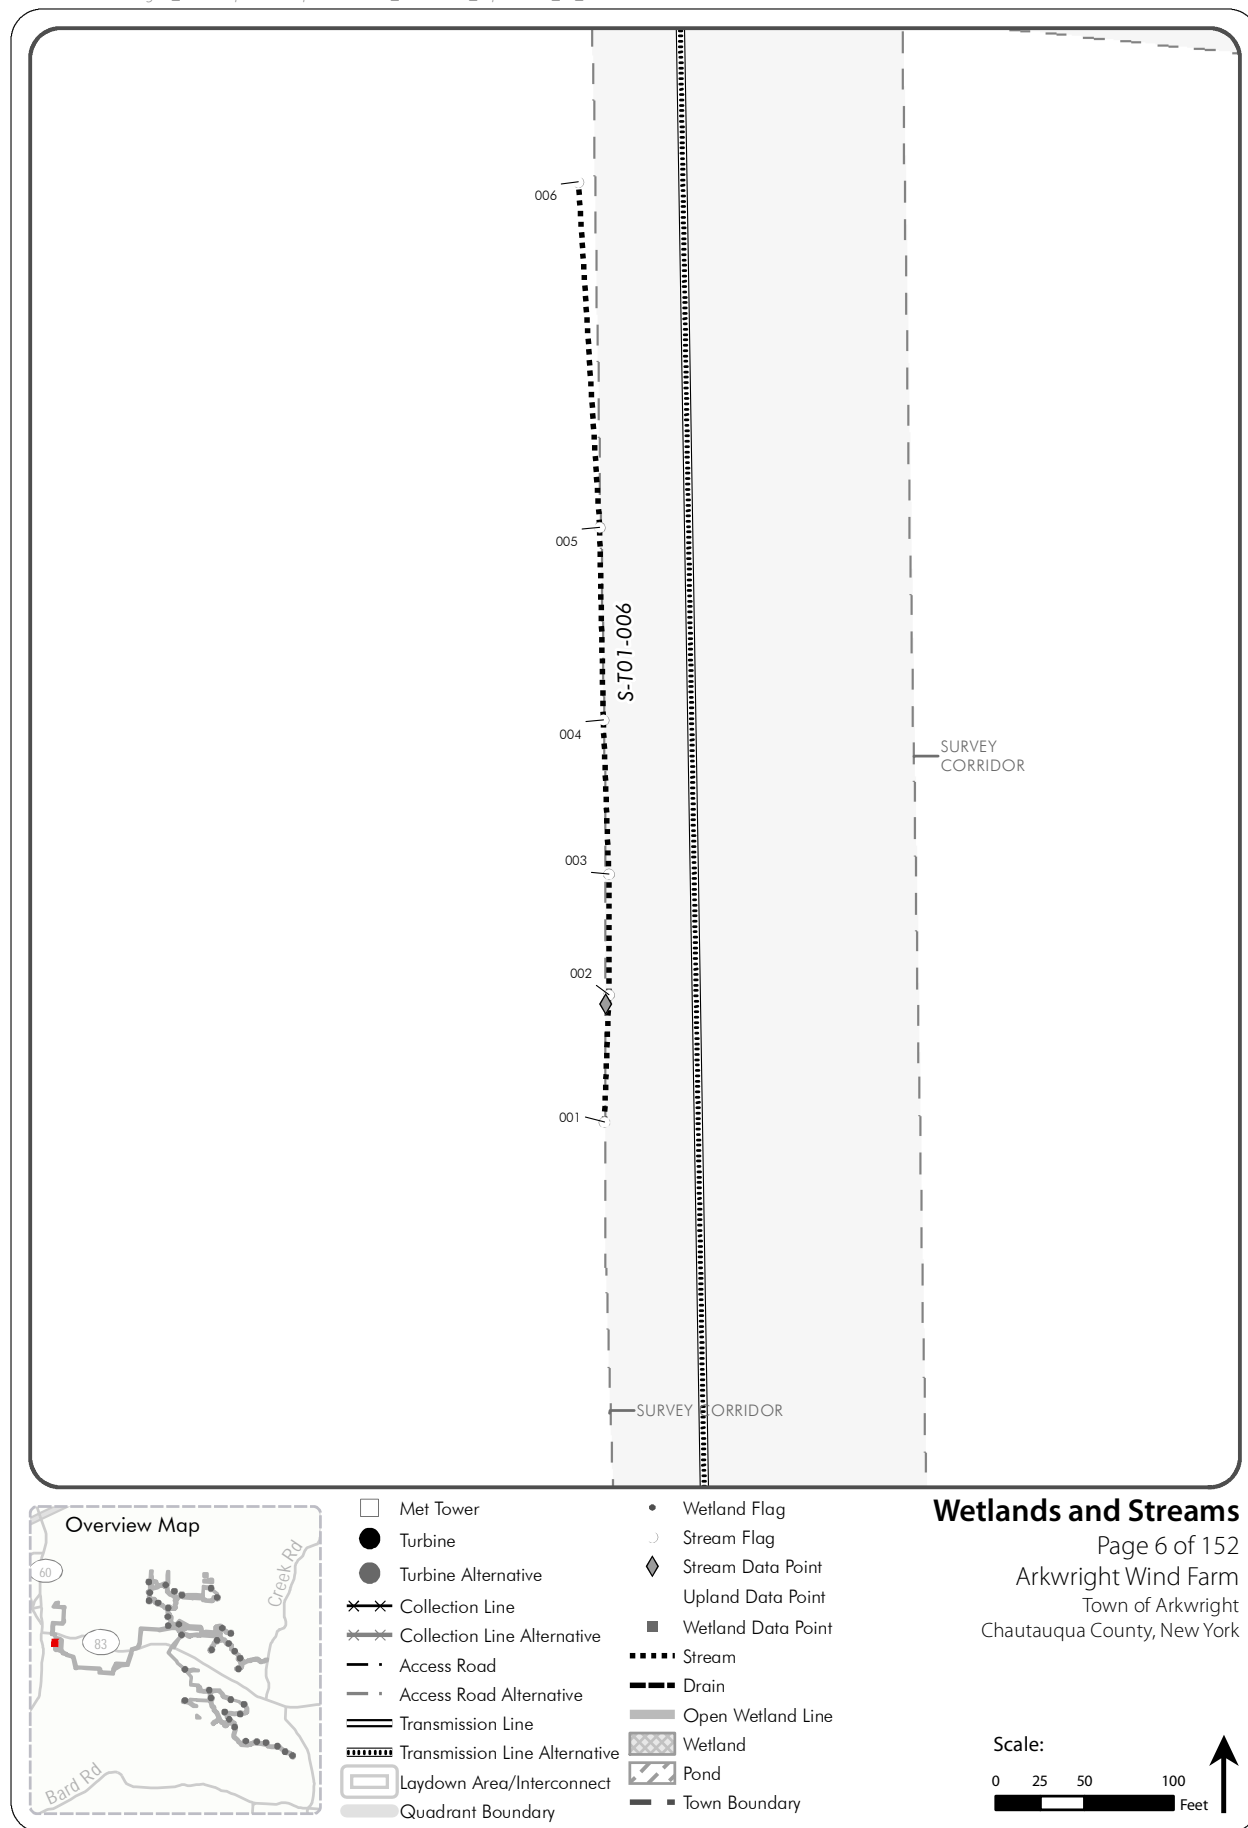 006
005
S-T01-006
004
SURVEY
CORRIDOR
003
002
001
SURVEY CORRIDOR
Overview Map
60
83
Creek Rd
Bard Rd
Met Tower
Turbine
Turbine Alternative
Collection Line
Collection Line Alternative
Access Road
Access Road Alternative
Transmission Line
Transmission Line Alternative
Laydown Area/Interconnect
Quadrant Boundary
Wetland Flag
Stream Flag
Stream Data Point
Upland Data Point
Wetland Data Point
Stream
Drain
Open Wetland Line
Wetland
Pond
Town Boundary
Wetlands and Streams
Page 6 of 152
Arkwright Wind Farm
Town of Arkwright
Chautauqua County, New York
Scale:
0 25 50 100
Feet